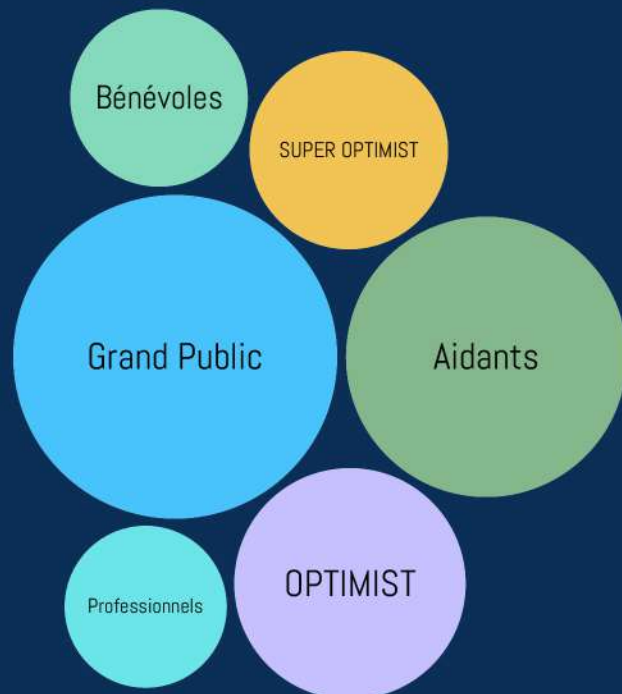 Bénévoles
SUPER OPTIMIST
Grand Public
Aidants
OPTIMIST
Professionnels